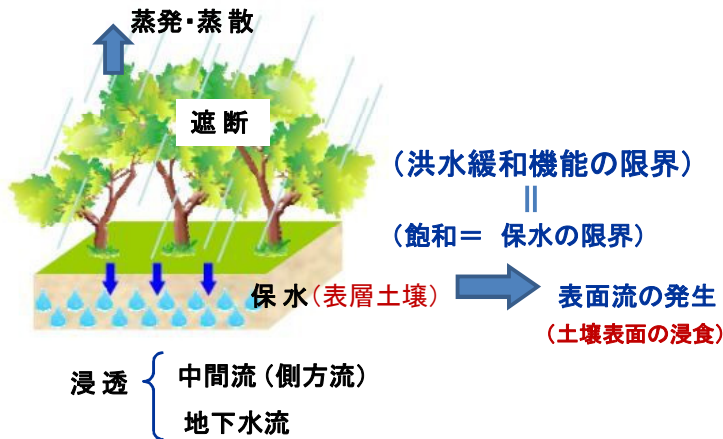 蒸発・蒸散
遮断
（洪水緩和機能の限界）
＝
（飽和＝ 保水の限界）
保水（表層土壌）
表面流の発生
（土壌表面の浸食）
浸透
中間流（側方流）
地下水流